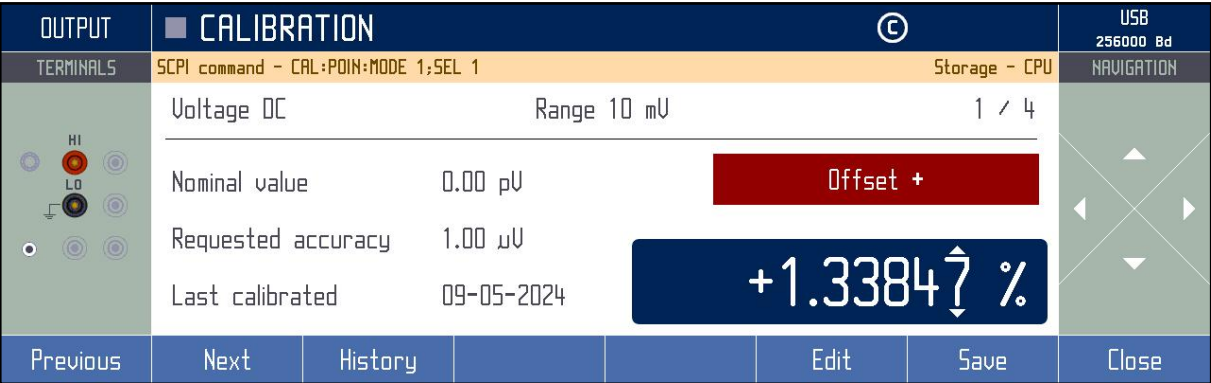 OUTPUT
CALIBRATION
©
USB
256000 Bd
TERMINALS
SCPI command - CAL:POIN:MODE 1;SEL 1
Storage - CPU
NAVIGATION
Voltage DC
Range 10 mV
1 / 4
HI
LO
Nominal value
0.00 pV
Offset +
Requested accuracy
1.00 µV
+1.33847 %
Last calibrated
09-05-2024
Previous
Next
History
Edit
Save
Close